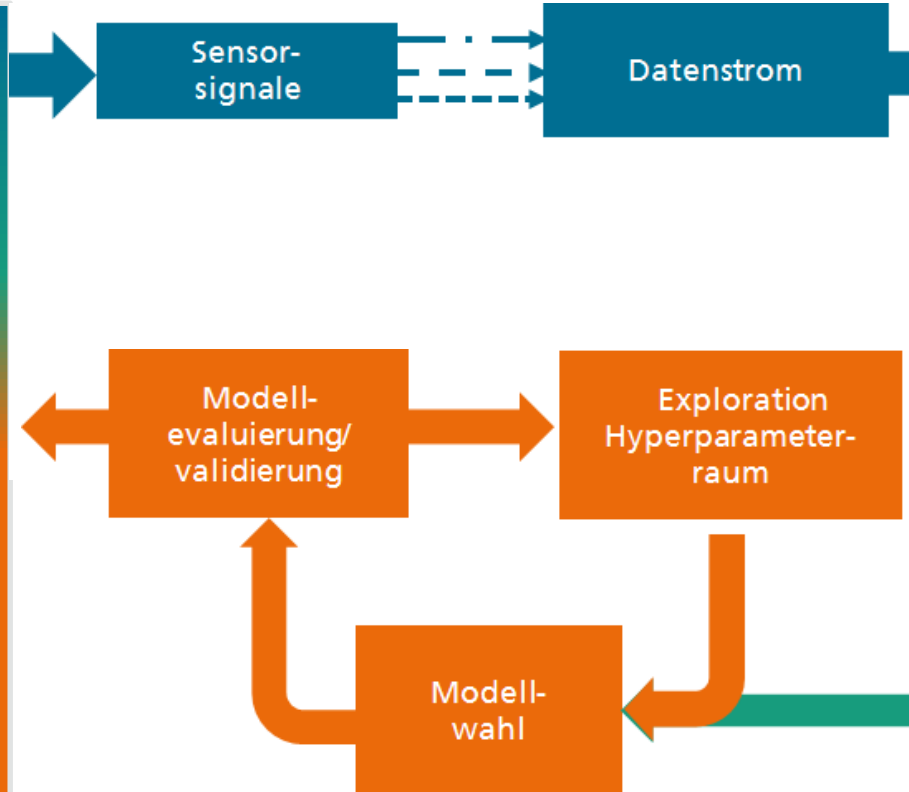 Sensor-
signale
Datenstrom
Modell-
evaluierung/
validierung
Exploration
Hyperparameter-
raum
Modell-
wahl